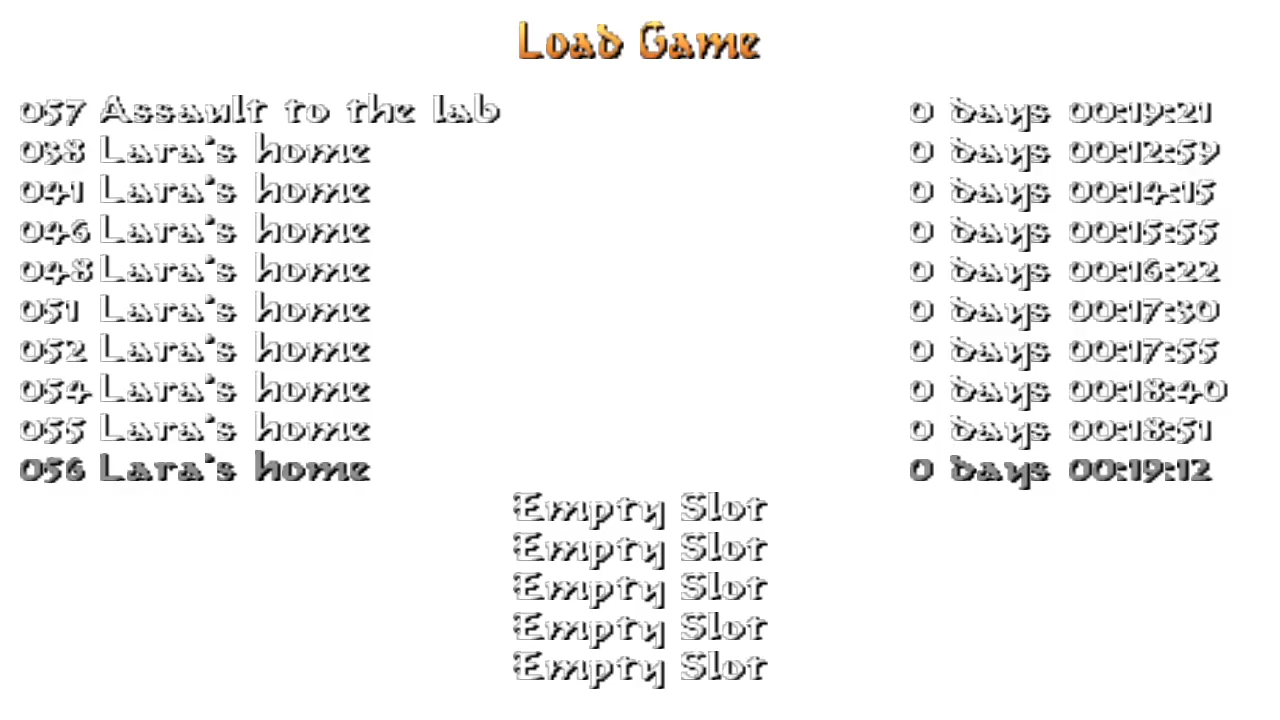 Load Game
057 Assault to the lab 0 days 00:19:21
038 Lara's home 0 days 00:12:59
041 Lara's home 0 days 00:14:15
046 Lara's home 0 days 00:15:55
048 Lara's home 0 days 00:16:22
051 Lara's home 0 days 00:17:30
052 Lara's home 0 days 00:17:55
054 Lara's home 0 days 00:18:40
055 Lara's home 0 days 00:18:51
056 Lara's home 0 days 00:19:12
Empty Slot
Empty Slot
Empty Slot
Empty Slot
Empty Slot